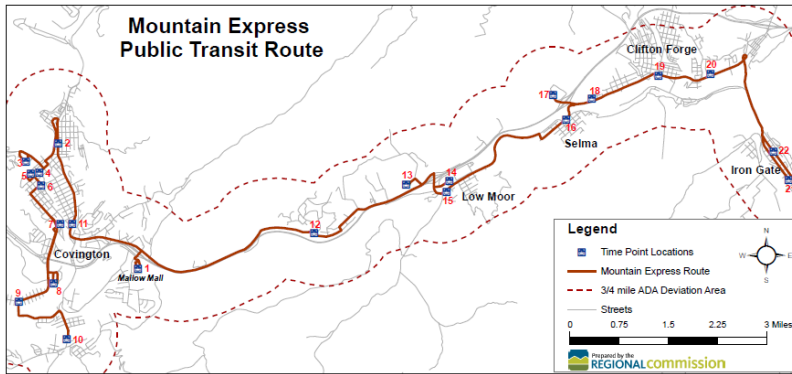 Mountain Express
Public Transit Route
Clifton Forge
19
20
17
18
16
Selma
2
3
5
4
6
22
Iron Gate
13
14
15
Low Moor
12
7
11
Covington
1
Mallow Mall
8
9
10
Legend
Time Point Locations
Mountain Express Route
3/4 mile ADA Deviation Area
Streets
N
W
E
S
0 0.75 1.5 2.25 3 Miles
Prepared by the
REGIONALcommission